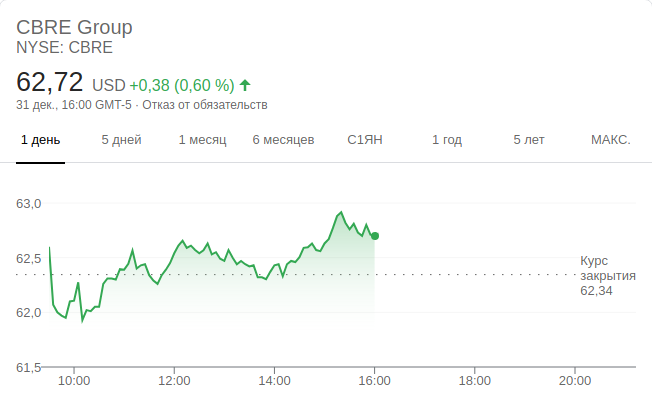 CBRE Group
NYSE: CBRE
62,72 USD +0,38 (0,60 %)
31 дек., 16:00 GMT-5 · Отказ от обязательств
1 день 5 дней 1 месяц 6 месяцев С1ЯН 1 год 5 лет МАКС.
63,0
62,5
Курс
закрытия
62,34
62,0
61,5
10:00 12:00 14:00 16:00 18:00 20:00